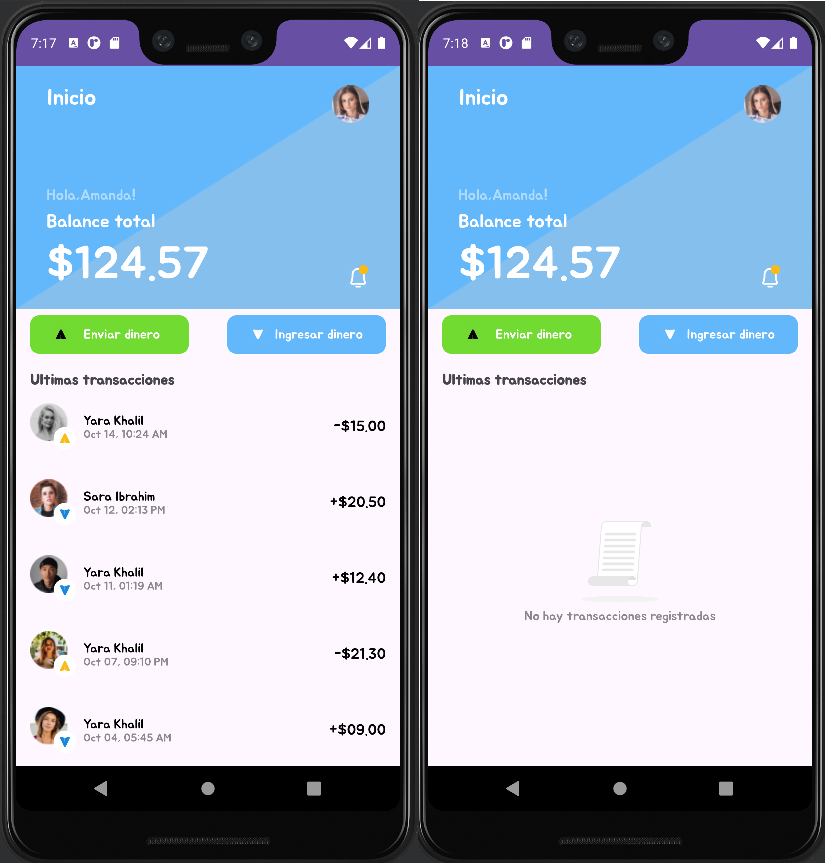 7:17
Inicio
Hola,Amanda!
Balance total
$124.57
Enviar dinero
Ingresar dinero
Ultimas transacciones
Yara Khalil
Oct 14, 10:24 AM
-$15.00
Sara Ibrahim
Oct 12, 02:13 PM
+$20.50
Yara Khalil
Oct 11, 01:19 AM
+$12.40
Yara Khalil
Oct 07, 09:10 PM
-$21.30
Yara Khalil
Oct 04, 05:45 AM
+$09.00
7:18
Inicio
Hola,Amanda!
Balance total
$124.57
Enviar dinero
Ingresar dinero
Ultimas transacciones
No hay transacciones registradas